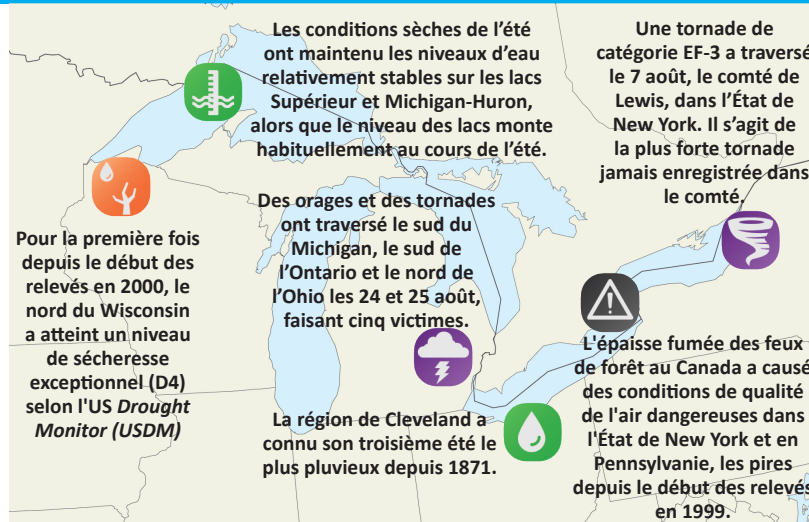 Les conditions sèches de l'été
ont maintenu les niveaux d'eau
relativement stables sur les lacs
Supérieur et Michigan-Huron,
alors que le niveau des lacs monte
habituellement au cours de l'été.
Une tornade de
catégorie EF-3 a traversé
le 7 août, le comté de
Lewis, dans l'État de
New York. Il s'agit de
la plus forte tornade
jamais enregistrée dans
le comté.
Des orages et des tornades
ont traversé le sud du
Michigan, le sud de
l'Ontario et le nord de
l'Ohio les 24 et 25 août,
faisant cinq victimes.
Pour la première fois
depuis le début des
relevés en 2000, le
nord du Wisconsin
a atteint un niveau
de sécheresse
exceptionnel (D4)
selon l'US Drought
Monitor (USDM)
L'épaisse fumée des feux
de forêt au Canada a causé
des conditions de qualité
de l'air dangereuses dans
l'État de New York et en
Pennsylvanie, les pires
depuis le début des relevés
en 1999.
La région de Cleveland a
connu son troisième été le
plus pluvieux depuis 1871.